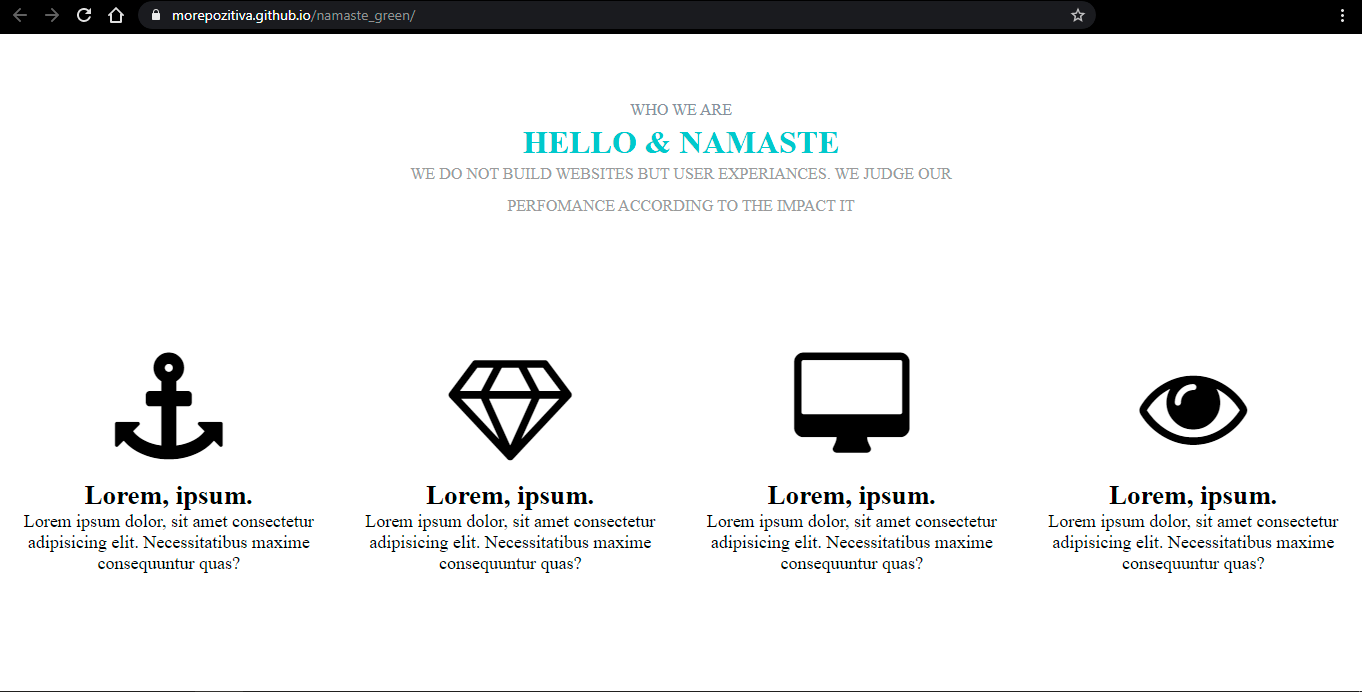 morepozitiva.github.io/namaste_green/
WHO WE ARE
HELLO & NAMASTE
WE DO NOT BUILD WEBSITES BUT USER EXPERIANCES. WE JUDGE OUR
PERFOMANCE ACCORDING TO THE IMPACT IT
Lorem, ipsum.
Lorem ipsum dolor, sit amet consectetur
adipisicing elit. Necessitatibus maxime
consequuntur quas?
Lorem, ipsum.
Lorem ipsum dolor, sit amet consectetur
adipisicing elit. Necessitatibus maxime
consequuntur quas?
Lorem, ipsum.
Lorem ipsum dolor, sit amet consectetur
adipisicing elit. Necessitatibus maxime
consequuntur quas?
Lorem, ipsum.
Lorem ipsum dolor, sit amet consectetur
adipisicing elit. Necessitatibus maxime
consequuntur quas?